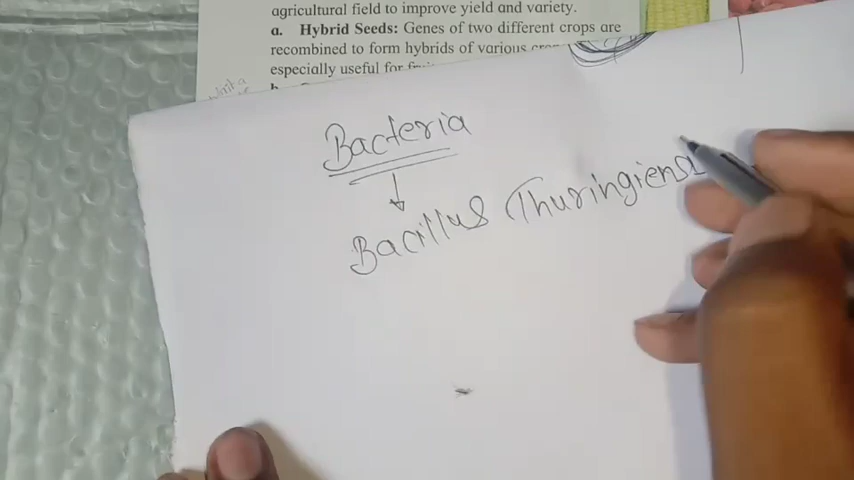 agricultural field to improve yield and variety.
a. Hybrid Seeds: Genes of two different crops are
recombined to form hybrids of various
especially useful for
Bacteria
Bacillus Thuringiens